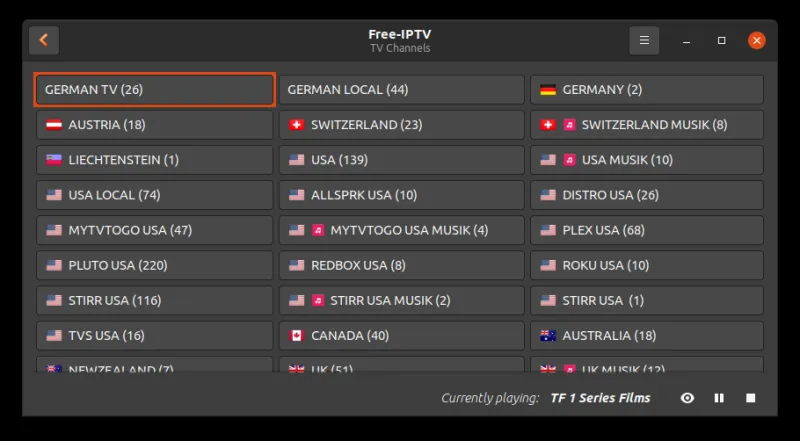 Free-IPTV
TV Channels
GERMAN TV (26) GERMAN LOCAL (44) GERMANY (2)
AUSTRIA (18) SWITZERLAND (23) SWITZERLAND MUSIK (8)
LIECHTENSTEIN (1) USA (139) USA MUSIK (10)
USA LOCAL (74) ALLSPRK USA (10) DISTRO USA (26)
MYTVTOGO USA (47) MYTVTOGO USA MUSIK (4) PLEX USA (68)
PLUTO USA (220) REDBOX USA (8) ROKU USA (10)
STIRR USA (116) STIRR USA MUSIK (2) STIRR USA (1)
TVS USA (16) CANADA (40) AUSTRALIA (18)
NEWZEALAND (7) UK (51) UK MUSIK (12)
Currently playing: TF 1 Series Films